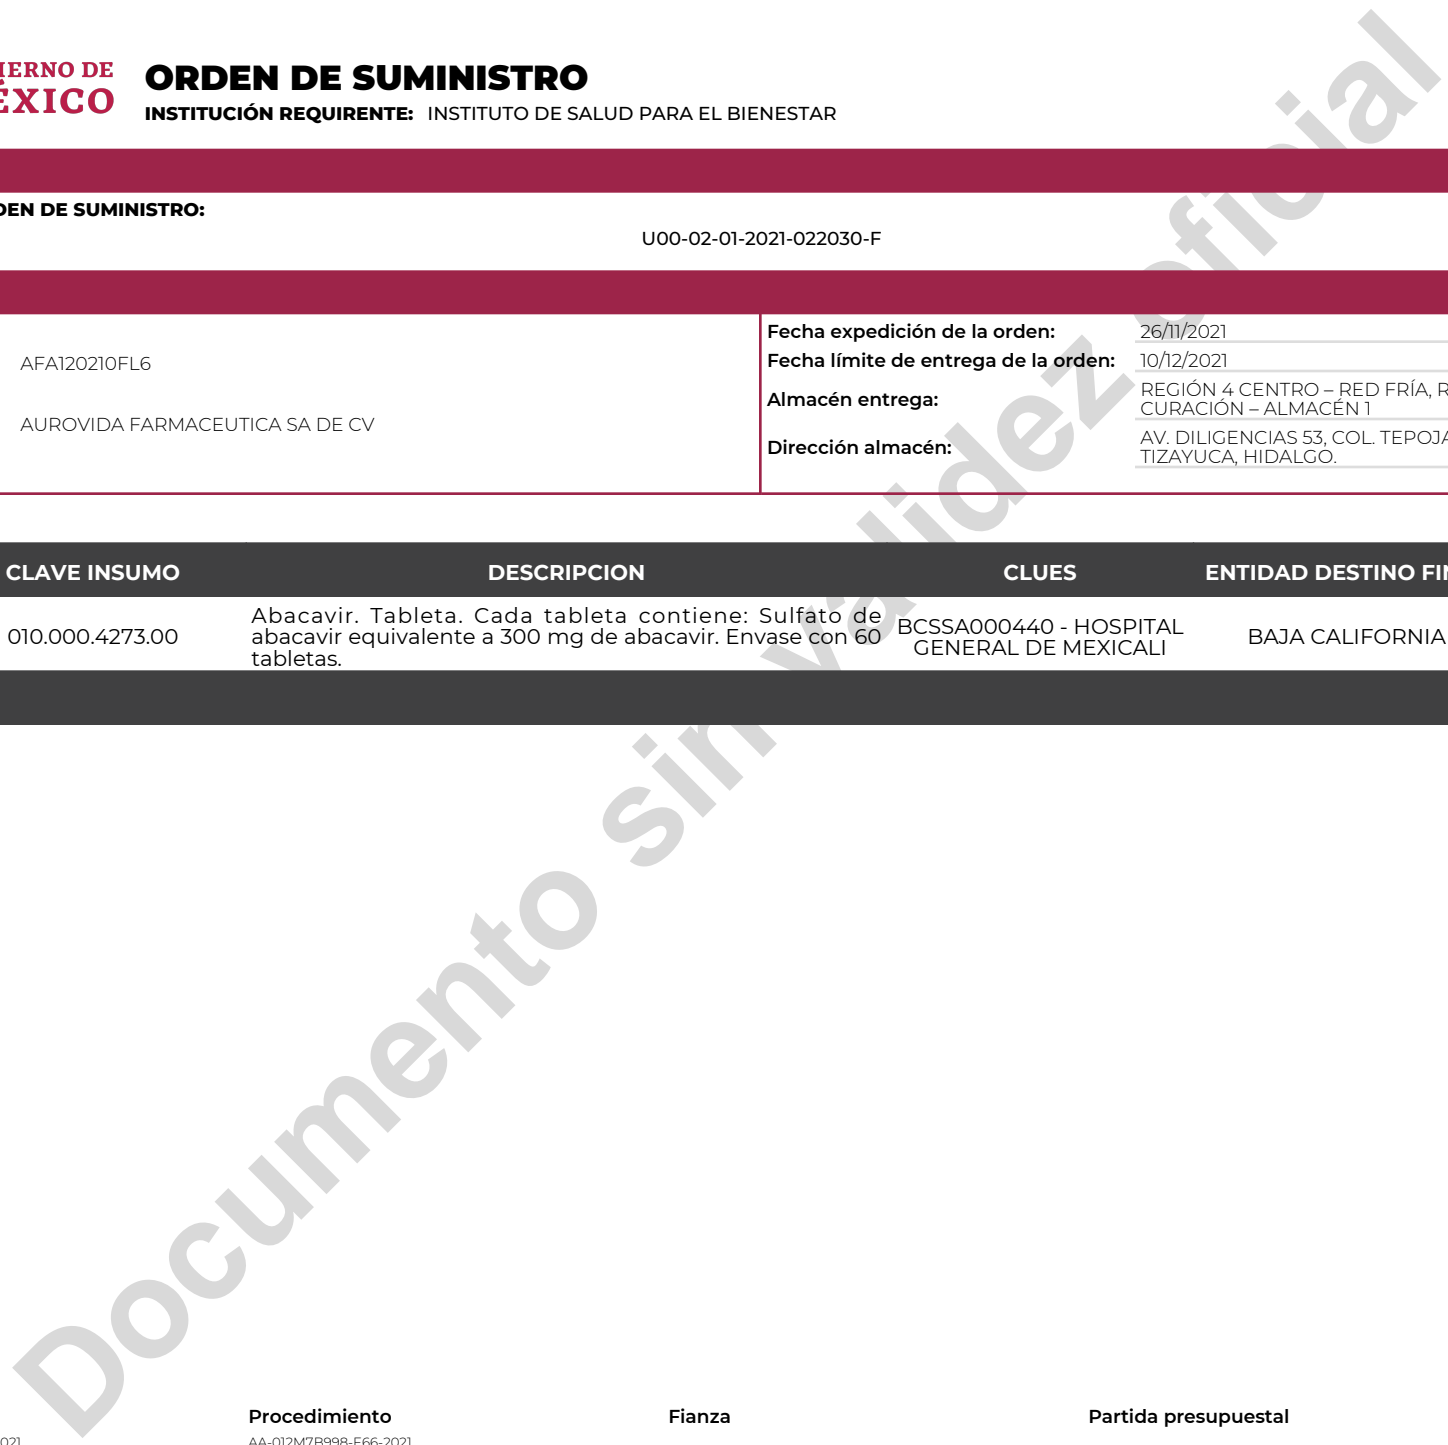 ORDEN DE SUMINISTRO
INSTITUCIÓN REQUIRENTE: INSTITUTO DE SALUD PARA EL BIENESTAR
DE
XICO
DE SUMINISTRO:
U00-02-01-2021-022030-F
AFA120210FL6
AUROVIDA FARMACEUTICA SA DE CV
Fecha expedición de la orden: 26/11/2021
Fecha límite de entrega de la orden: 10/12/2021
Almacén entrega: REGIÓN 4 CENTRO – RED FRÍA,
CURACIÓN – ALMACÉN 1
Dirección almacén: AV. DILIGENCIAS 53, COL.
TIZAYUCA, HIDALGO.
CLAVE INSUMO DESCRIPCION CLUES ENTIDAD DESTINO
010.000.4273.00
Abacavir. Tableta. Cada tableta contiene: Sulfato de
abacavir equivalente a 300 mg de abacavir. Envase con 60
tabletas.
BCSSA000440 - HOSPITAL
GENERAL DE MEXICALI
BAJA CALIFORNIA
Documento sin validez oficial
Procedimiento Fianza Partida presupuestal
AA-012M7B998-E66-2021